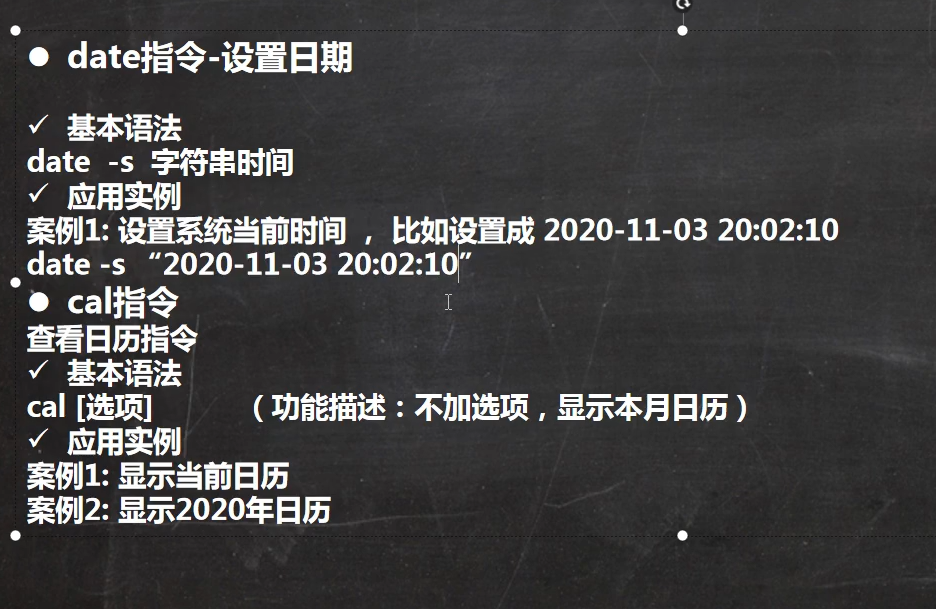 ● date指令-设置日期
✓ 基本语法
date -s 字符串时间
✓ 应用实例
案例1: 设置系统当前时间 ， 比如设置成 2020-11-03 20:02:10
date -s “2020-11-03 20:02:10”
● cal指令
查看日历指令
✓ 基本语法
cal [选项] （功能描述：不加选项，显示本月日历）
✓ 应用实例
案例1: 显示当前日历
案例2: 显示2020年日历